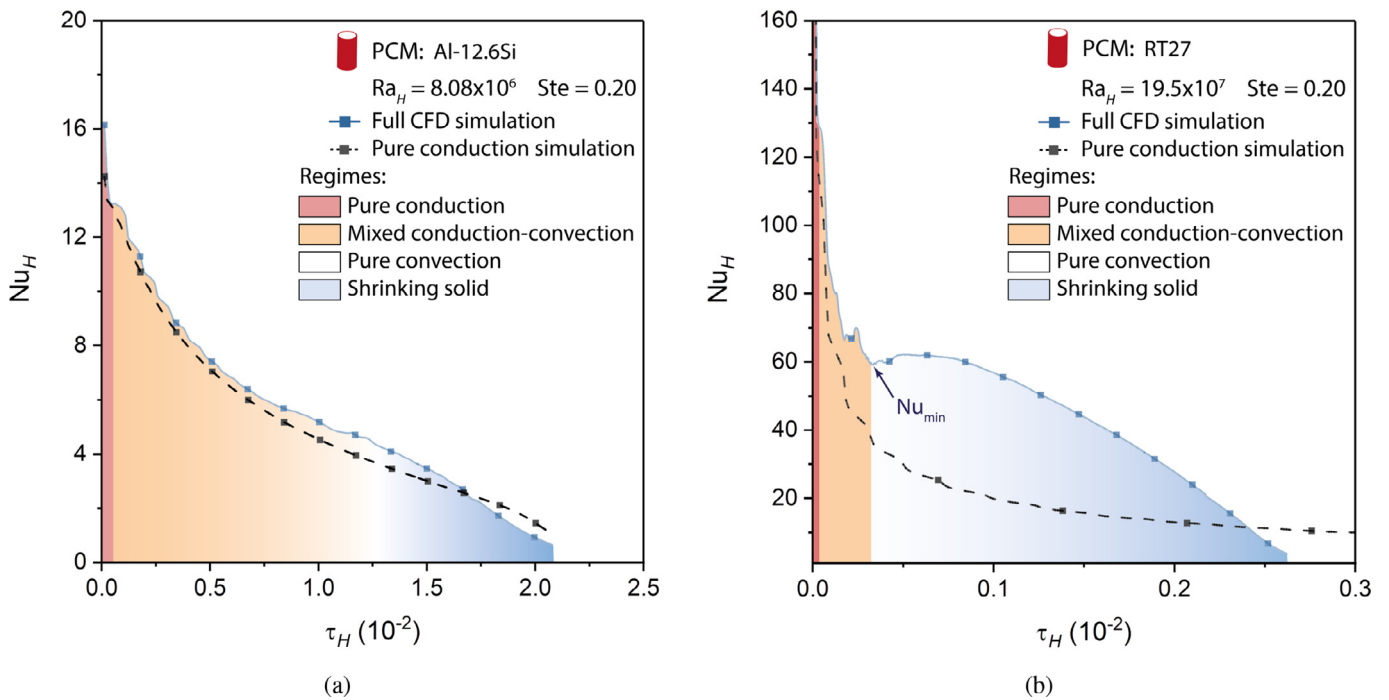 20
16
12
8
4
0
Nu_H
0.0
0.5
1.0
1.5
2.0
2.5
τ_H (10⁻²)
PCM: Al-12.6Si
Ra_H = 8.08x10⁶ Ste = 0.20
Full CFD simulation
Pure conduction simulation
Regimes:
Pure conduction
Mixed conduction-convection
Pure convection
Shrinking solid
(a)
160
140
120
100
80
60
40
20
Nu_H
0.0
0.1
0.2
0.3
τ_H (10⁻²)
PCM: RT27
Ra_H = 19.5x10⁷ Ste = 0.20
Full CFD simulation
Pure conduction simulation
Regimes:
Pure conduction
Mixed conduction-convection
Pure convection
Shrinking solid
Nu_min
(b)